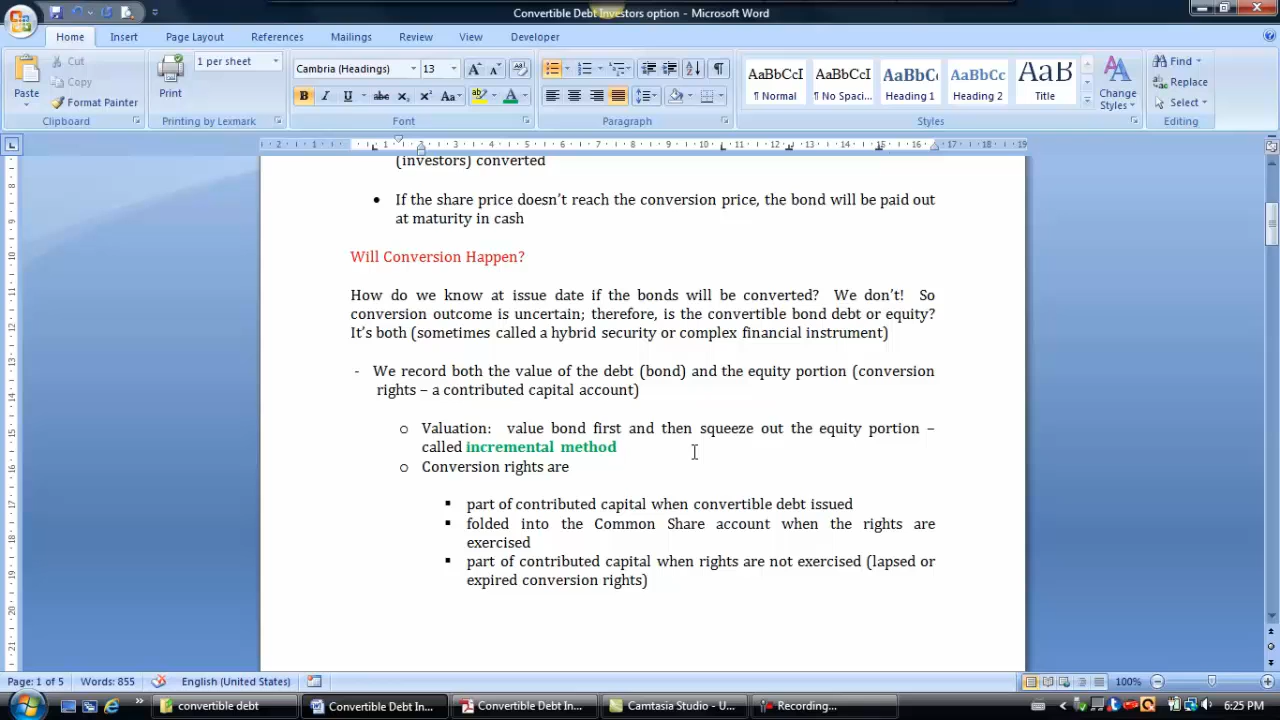 Convertible Debt Investors option - Microsoft Word
Home Insert Page Layout References Mailings Review View Developer
Paste Cut Copy Format Painter Clipboard
Print 1 per sheet Printing by Lexmark
Cambria (Headings) 13 Font
Paragraph
AaBbCcI AaBbCcI AaBbCc AaBbCc AaB
¶ Normal ¶ No Spaci... Heading 1 Heading 2 Title Change Styles Styles
Find Replace Select Editing
(investors) converted
• If the share price doesn't reach the conversion price, the bond will be paid out
at maturity in cash
Will Conversion Happen?
How do we know at issue date if the bonds will be converted? We don't! So
conversion outcome is uncertain; therefore, is the convertible bond debt or equity?
It's both (sometimes called a hybrid security or complex financial instrument)
- We record both the value of the debt (bond) and the equity portion (conversion
rights – a contributed capital account)
o Valuation: value bond first and then squeeze out the equity portion –
called incremental method
o Conversion rights are
▪ part of contributed capital when convertible debt issued
▪ folded into the Common Share account when the rights are
exercised
▪ part of contributed capital when rights are not exercised (lapsed or
expired conversion rights)
Page: 1 of 5 Words: 855 English (United States) 100%
convertible debt Convertible Debt In... Convertible Debt In... Camtasia Studio - U... Recording... 6:25 PM